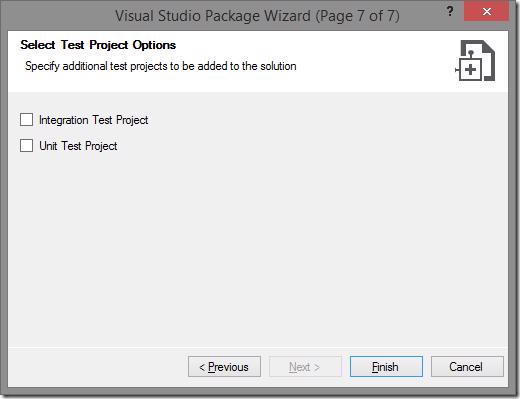 Visual Studio Package Wizard (Page 7 of 7)
?
Select Test Project Options
Specify additional test projects to be added to the solution
Integration Test Project
Unit Test Project
< Previous
Next >
Finish
Cancel